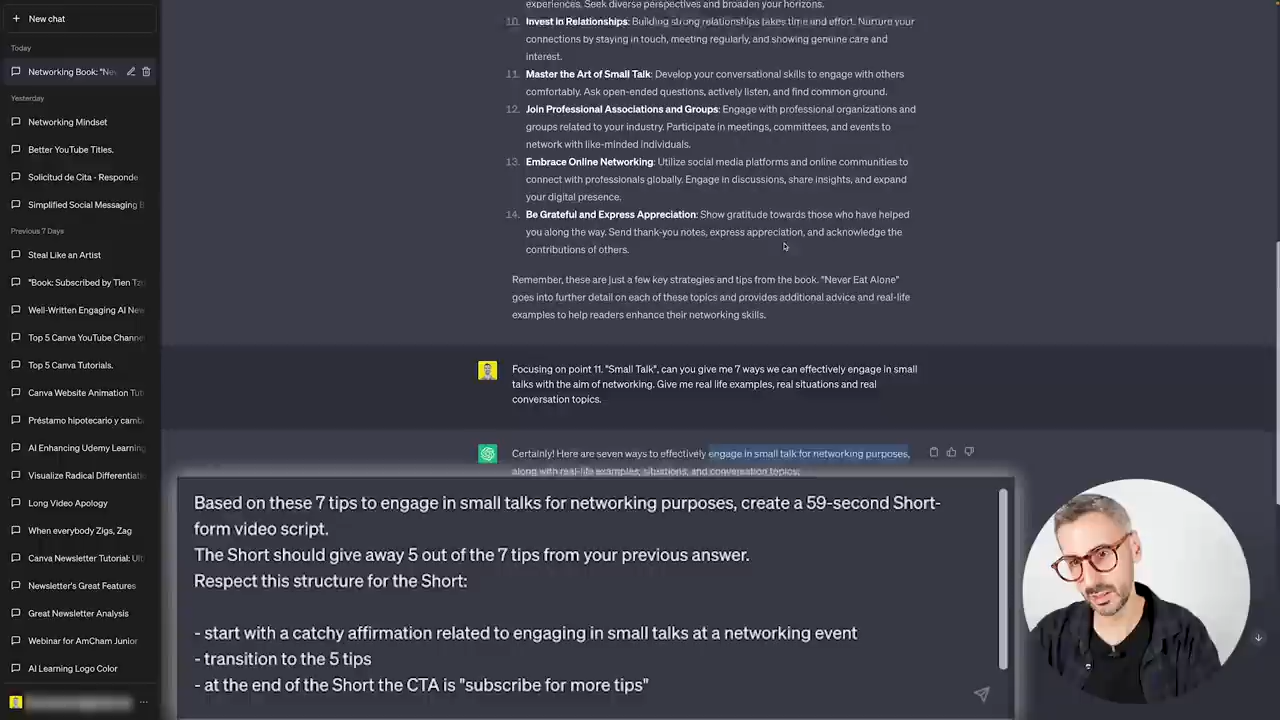 New chat
Today
Networking Book: "Nev
Yesterday
Networking Mindset
Better YouTube Titles.
Solicitud de Cita - Responde
Simplified Social Messaging B
Previous 7 Days
Steal Like an Artist
"Book: Subscribed by TIen Tzu
Well-Written Engaging AI New
Top 5 Canva YouTube Channe
Top 5 Canva Tutorials.
Canva Website Animation Tut
Préstamo hipotecario y camb
AI Enhancing Udemy Learning
Visualize Radical Differentiat
Long Video Apology
When everybody Zigs, Zag
Canva Newsletter Tutorial: Ult
Newsletter's Great Features
Great Newsletter Analysis
Webinar for AmCham Junior
AI Learning Logo Color
experiences. Seek diverse perspectives and broaden your horizons.
10. Invest in Relationships: Building strong relationships takes time and effort. Nurture your
connections by staying in touch, meeting regularly, and showing genuine care and
interest.
11. Master the Art of Small Talk: Develop your conversational skills to engage with others
comfortably. Ask open-ended questions, actively listen, and find common ground.
12. Join Professional Associations and Groups: Engage with professional organizations and
groups related to your industry. Participate in meetings, committees, and events to
network with like-minded individuals.
13. Embrace Online Networking: Utilize social media platforms and online communities to
connect with professionals globally. Engage in discussions, share insights, and expand
your digital presence.
14. Be Grateful and Express Appreciation: Show gratitude towards those who have helped
you along the way. Send thank-you notes, express appreciation, and acknowledge the
contributions of others.
Remember, these are just a few key strategies and tips from the book. "Never Eat Alone"
goes into further detail on each of these topics and provides additional advice and real-life
examples to help readers enhance their networking skills.
Focusing on point 11. "Small Talk", can you give me 7 ways we can effectively engage in small
talks with the aim of networking. Give me real life examples, real situations and real
conversation topics.
Certainly! Here are seven ways to effectively engage in small talk for networking purposes,
along with real-life examples, situations, and conversation topics:
Based on these 7 tips to engage in small talks for networking purposes, create a 59-second Short-
form video script.
The Short should give away 5 out of the 7 tips from your previous answer.
Respect this structure for the Short:
- start with a catchy affirmation related to engaging in small talks at a networking event
- transition to the 5 tips
- at the end of the Short the CTA is "subscribe for more tips"